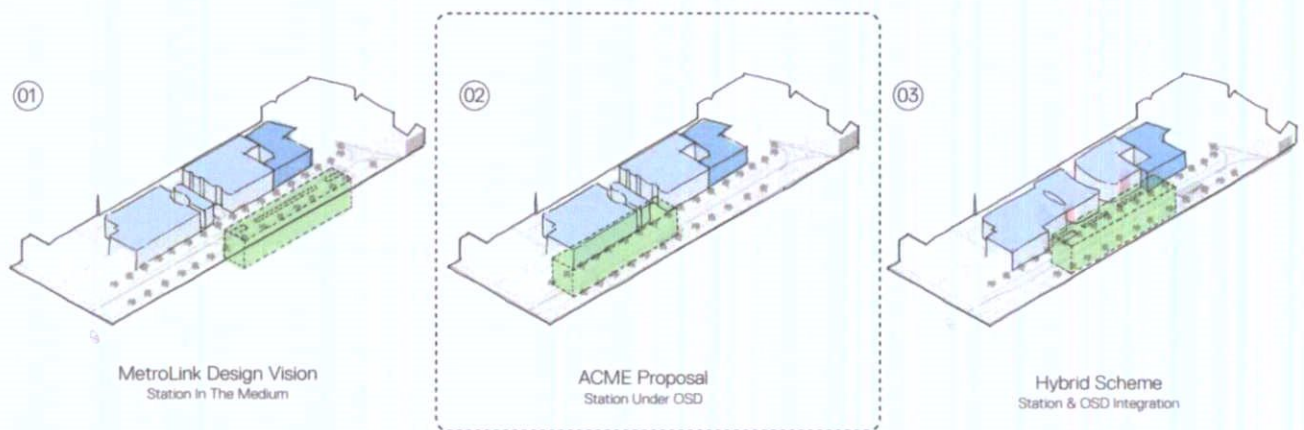 01
02
03
MetroLink Design Vision
Station In The Medium
ACME Proposal
Station Under OSD
Hybrid Scheme
Station & OSD Integration